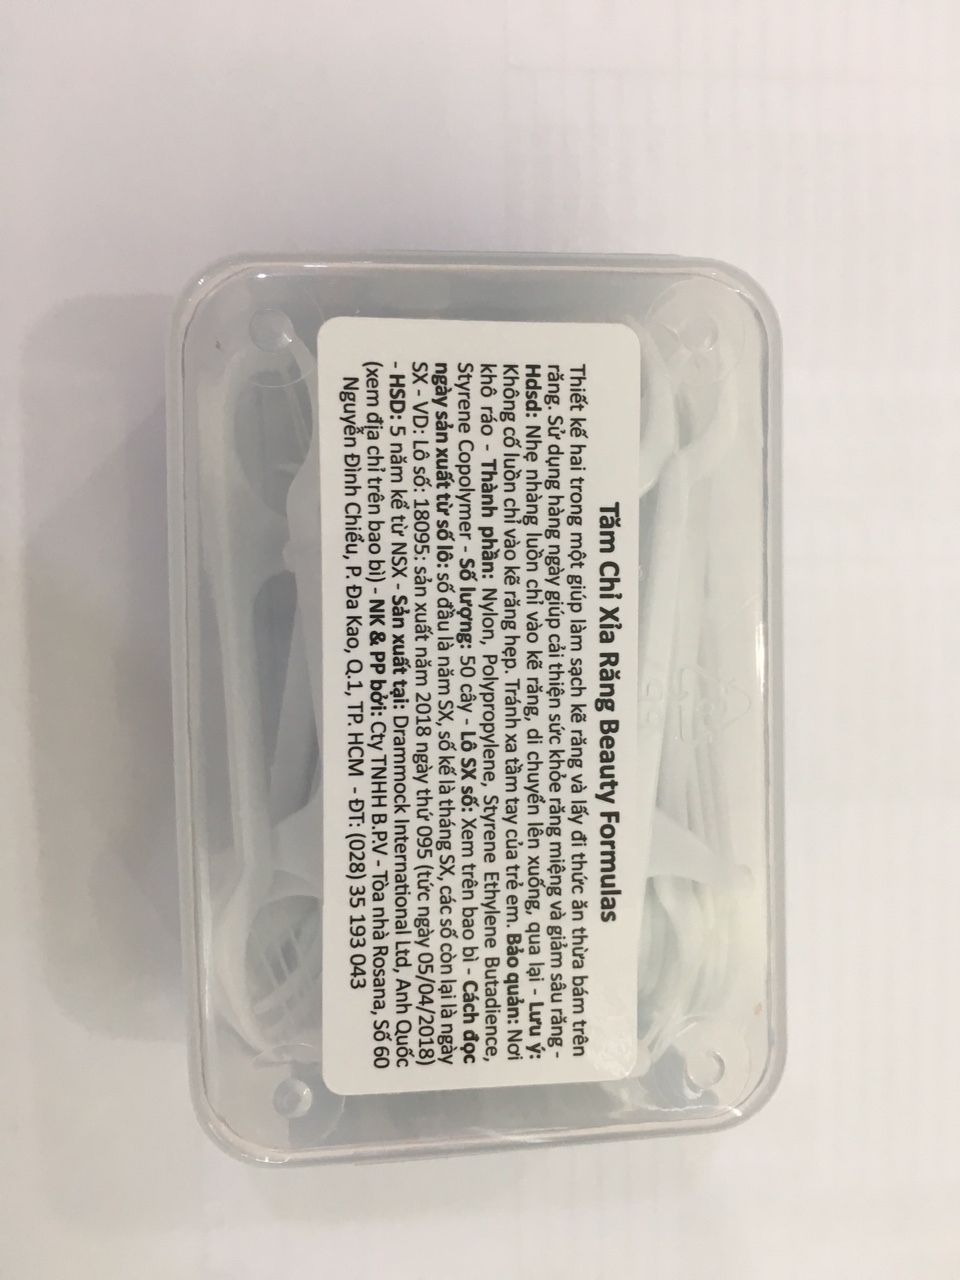 Tăm Chỉ Xỉa Răng Beauty Formulas
Thiết kế hai trong một giúp làm sạch kẽ răng và lấy đi thức ăn thừa bám trên
răng. Sử dụng hàng ngày giúp cải thiện sức khỏe răng miệng và giảm sâu răng -
Hdsd: Nhẹ nhàng luồn chỉ vào kẽ răng, di chuyển lên xuống, qua lại - Lưu ý:
Không cố luồn chỉ vào kẽ răng hẹp. Tránh xa tầm tay của trẻ em. Bảo quản: Nơi
khô ráo - Thành phần: Nylon, Polypropylene, Styrene Ethylene Butadience,
Styrene Copolymer - Số lượng: 50 cây - Lô SX số: Xem trên bao bì - Cách đọc
ngày sản xuất từ số lô: số đầu là năm SX, số kế là tháng SX, các số còn lại là ngày
SX - VD: Lô số: 18095: sản xuất năm 2018 ngày thứ 095 (tức ngày 05/04/2018)
- HSD: 5 năm kể từ NSX - Sản xuất tại: Drammock International Ltd, Anh Quốc
(xem địa chỉ trên bao bì) - NK & PP bởi: Cty TNHH B.P.V - Tòa nhà Rosana, Số 60
Nguyễn Đình Chiểu, P. Đa Kao, Q.1, TP. HCM - ĐT: (028) 35 193 043